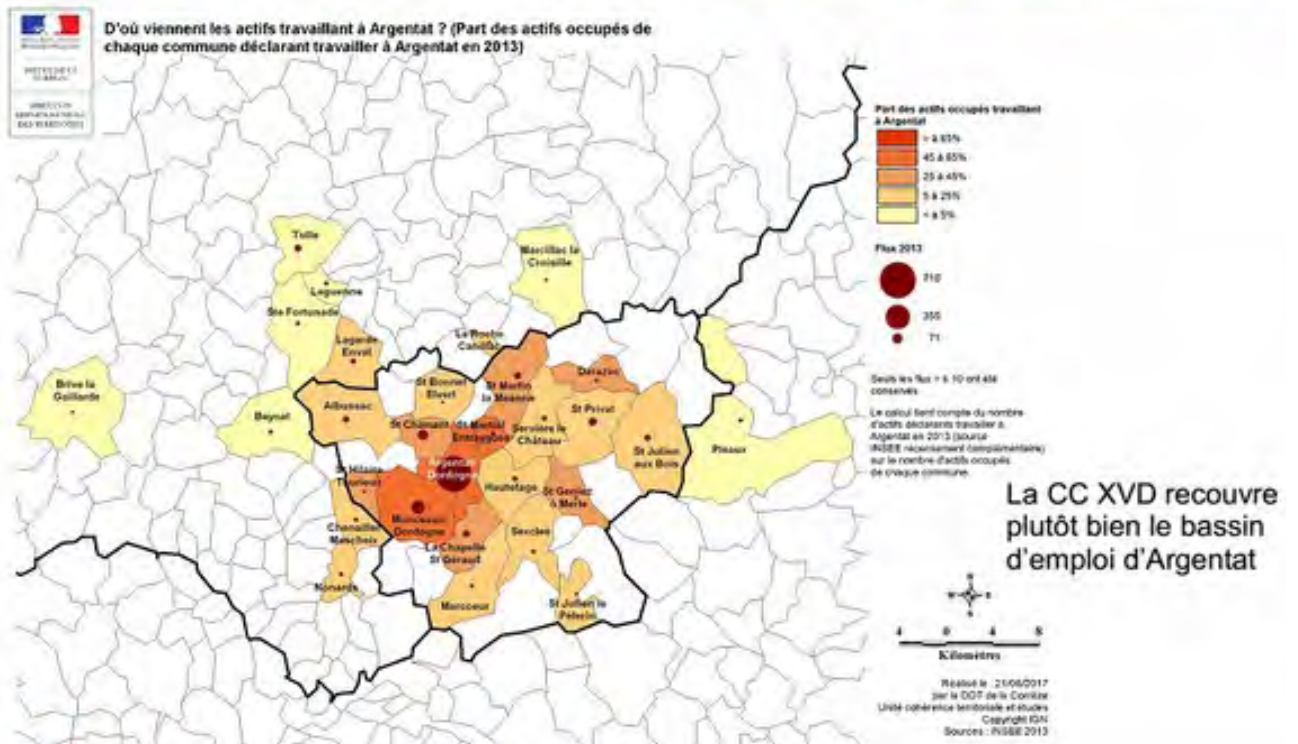 D'où viennent les actifs travaillant à Argentat ? (Part des actifs occupés de
chaque commune déclarant travailler à Argentat en 2013)
Part des actifs occupés travaillant
à Argentat
> à 65%
45 à 65%
25 à 45%
5 à 25%
< à 5%
Flux 2013
710
355
71
Seuls les flux > à 10 ont été
conservés
Le calcul tient compte du nombre
d'actifs déclarants travailler à
Argentat en 2013 (source
INSEE recensement complémentaire)
sur le nombre d'actifs occupés
de chaque commune.
La CC XVD recouvre
plutôt bien le bassin
d'emploi d'Argentat
Tulle
Marcillac la
Croisille
Laguenne
Ste Fortunade
Lagarde
Enval
La Roche
Canillac
Brive la
Gaillarde
Beynat
Albussac
St Bonnet
Elvert
St Martin
la Meanne
Darazac
St Privat
St Chamant
St Martial
Entraygues
Servière le
Château
St Julien
aux Bois
Pleaux
Argentat
Dordogne
St Hilaire
Taurieux
Hautefage
St Geniez
ô Merle
Monceaux
Dordogne
Chenailler
Mascheix
Sexcles
La Chapelle
St Géraud
Nonards
Mercoeur
St Julien le
Pèlerin
N
W E
S
4 0 4 8
Kilomètres
Réalisé le : 21/06/2017
par la DDT de la Corrèze
Unité cohérence territoriale et études
Copyright IGN
Sources : INSEE 2013